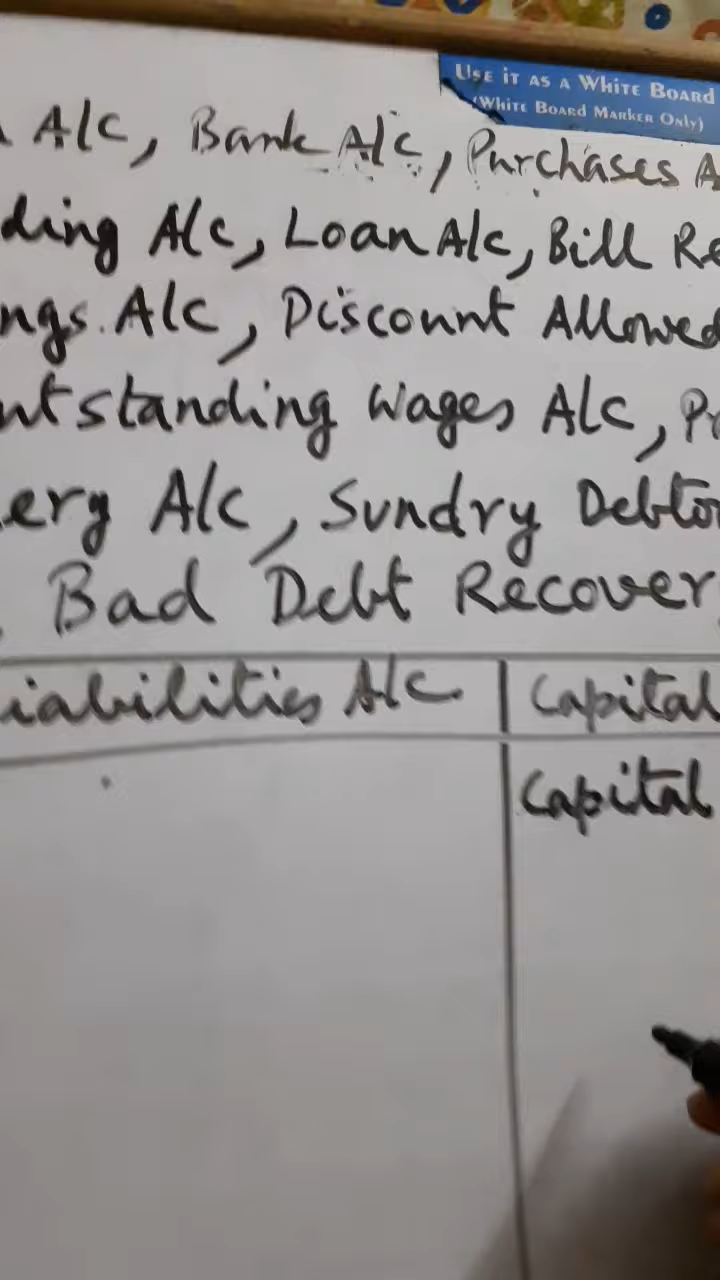 USE IT AS A WHITE BOARD
(WHITE BOARD MARKER ONLY)
A/c, Bank A/c, Purchases A
ding A/c, Loan A/c, Bill Re
ngs. A/c, Discount Allowed
utstanding Wages A/c, Pr
ery A/c, Sundry Debto
Bad Debt Recover
iabilities A/c. Capital
Capital